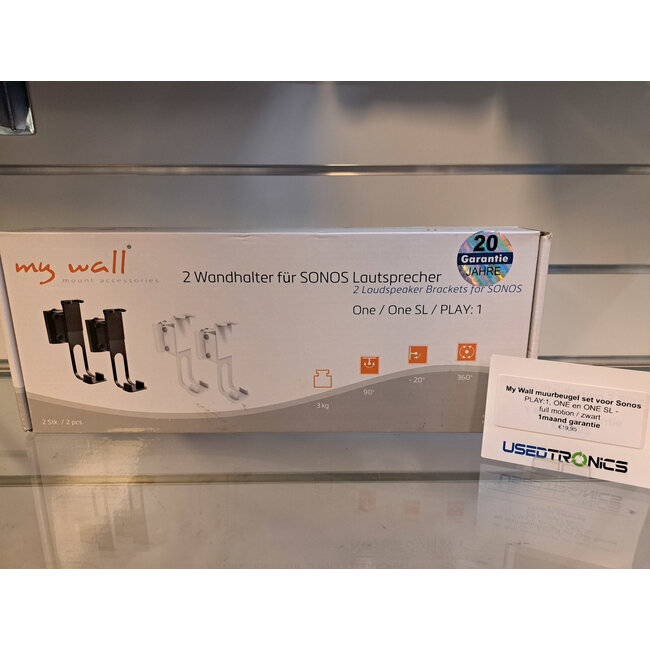 my wall
mount accessories
2 Wandhalter für SONOS Lautsprecher
2 Loudspeaker Brackets for SONOS
One / One SL / PLAY: 1
20
Garantie
JAHRE
3 kg
90°
- 20°
360°
2 Stk. / 2 pcs.
My Wall muurbeugel set voor Sonos
PLAY:1, ONE en ONE SL -
full motion / zwart
1maand garantie
€19,95
USEDTRONICS